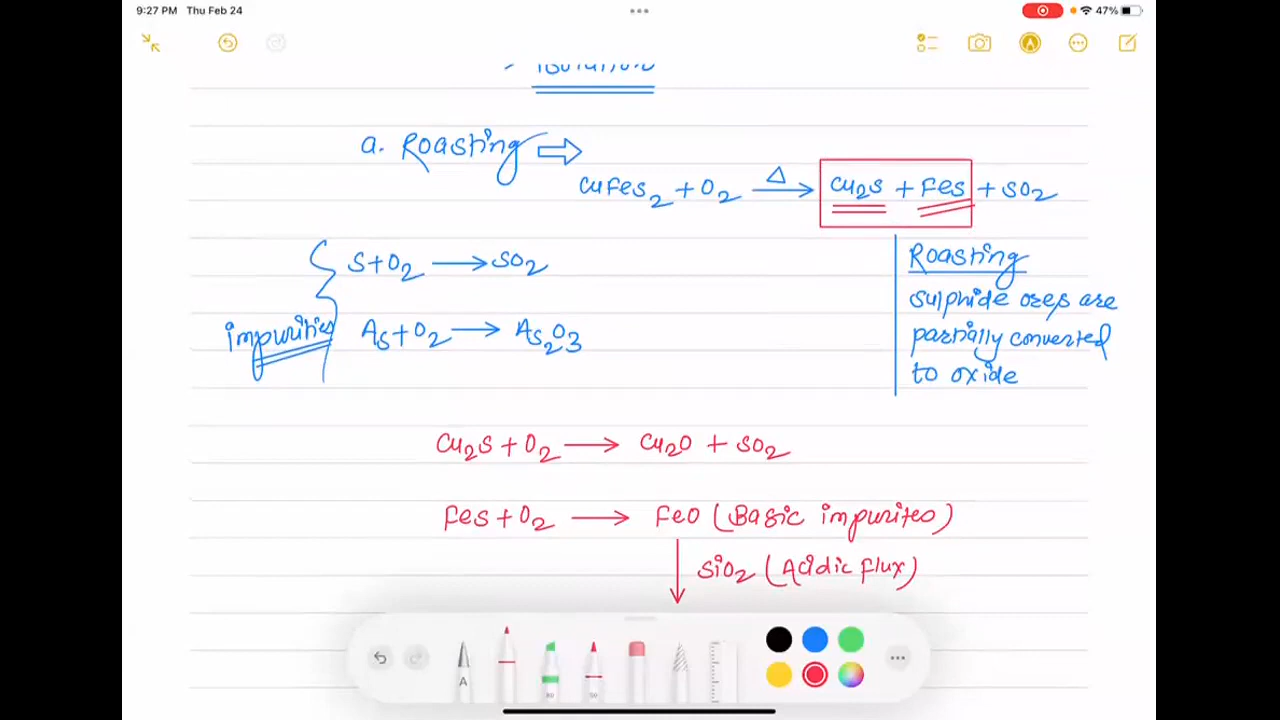 9:27 PM Thu Feb 24
47%
a. Roasting ⇒
CuFeS2 + O2 —Δ→ Cu2S + FeS + SO2
S + O2 → SO2
impurities
As + O2 → As2O3
Roasting
sulphide ores are
partially converted
to oxide
Cu2S + O2 → Cu2O + SO2
FeS + O2 → FeO (Basic impurites)
↓ SiO2 (Acidic flux)
A
80
50